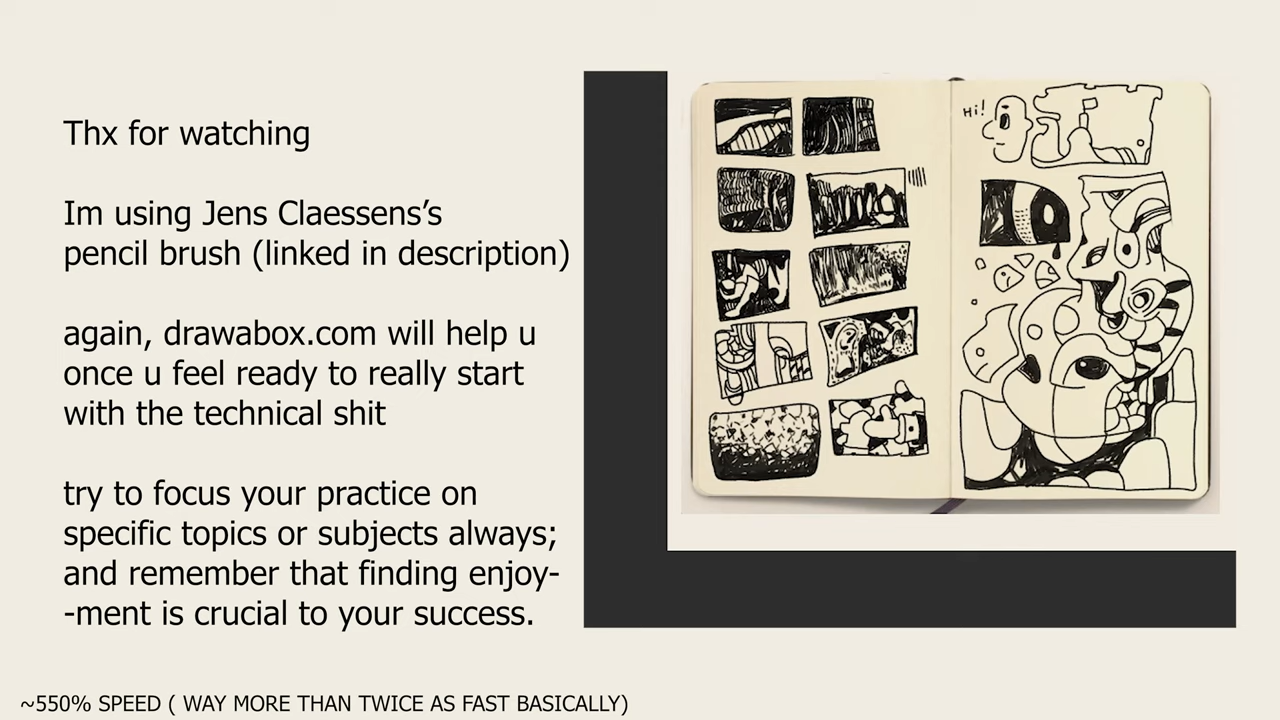 Thx for watching
Im using Jens Claessens’s
pencil brush (linked in description)
again, drawabox.com will help u
once u feel ready to really start
with the technical shit
try to focus your practice on
specific topics or subjects always;
and remember that finding enjoy-
-ment is crucial to your success.
~550% SPEED ( WAY MORE THAN TWICE AS FAST BASICALLY)
Hi!